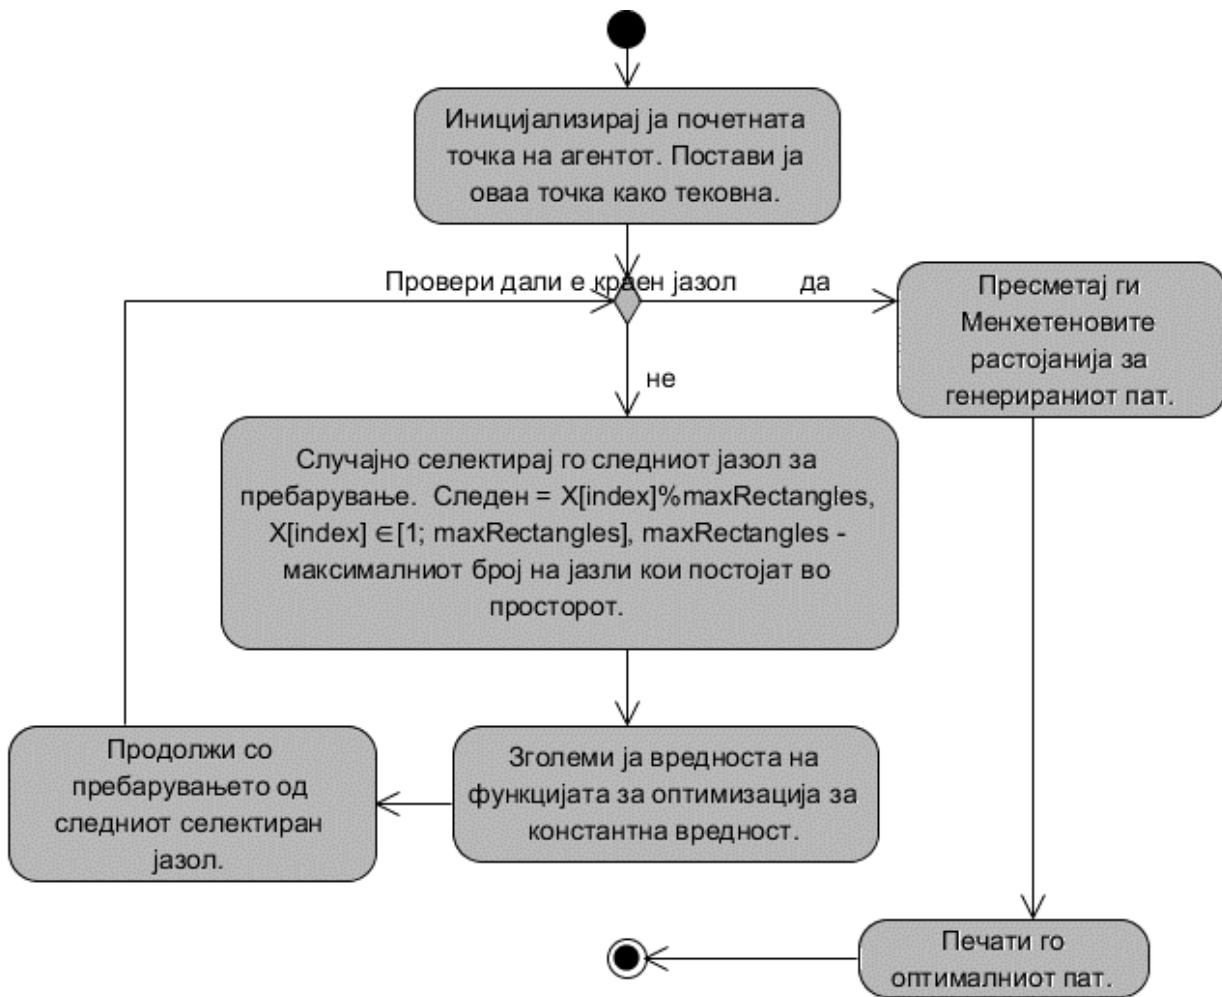 Иницијализирај ја почетната
точка на агентот. Постави ја
оваа точка како тековна.
Провери дали е краен јазол
да
Пресметај ги
Менхетеновите
растојанија за
генерираниот пат.
не
Случајно селектирај го следниот јазол за
пребарување. Следен = X[index]%maxRectangles,
X[index] ∈[1; maxRectangles], maxRectangles -
максималниот број на јазли кои постојат во
просторот.
Зголеми ја вредноста на
функцијата за оптимизација за
константна вредност.
Продолжи со
пребарувањето од
следниот селектиран
јазол.
Печати го
оптималниот пат.